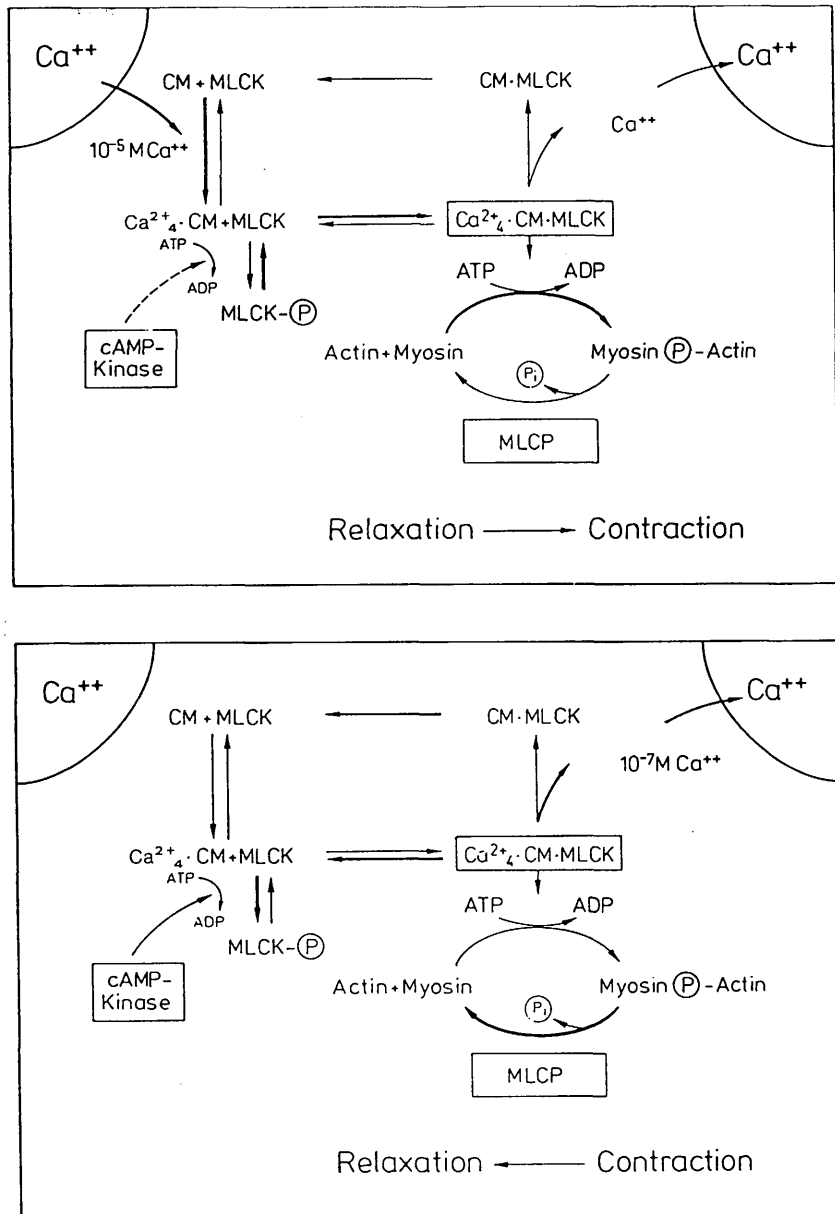 Ca⁺⁺
Ca⁺⁺
CM + MLCK
CM·MLCK
10⁻⁵ M Ca⁺⁺
Ca⁺⁺
Ca²⁺₄ · CM + MLCK
Ca²⁺₄ · CM·MLCK
ATP
ADP
ATP
ADP
MLCK-Ⓟ
cAMP-
Kinase
Actin+Myosin
Myosin Ⓟ-Actin
Pi
MLCP
Relaxation → Contraction
Ca⁺⁺
Ca⁺⁺
CM + MLCK
CM·MLCK
10⁻⁷M Ca⁺⁺
Ca²⁺₄ · CM+MLCK
Ca²⁺₄ · CM·MLCK
ATP
ADP
ATP
ADP
MLCK-Ⓟ
cAMP-
Kinase
Actin+Myosin
Myosin Ⓟ-Actin
Pi
MLCP
Relaxation ← Contraction